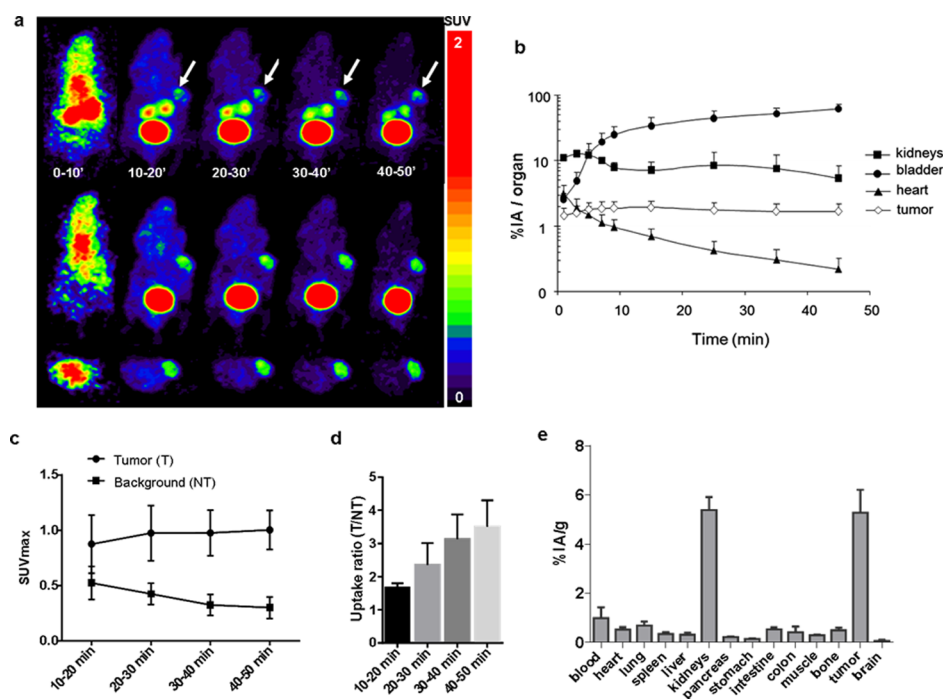 a
SUV
2
0
0-10'
10-20'
20-30'
30-40'
40-50'
b
%IA / organ
100
10
1
0
0
10
20
30
40
50
Time (min)
kidneys
bladder
heart
tumor
c
Tumor (T)
Background (NT)
SUVmax
1.5
1.0
0.5
0.0
10-20 min
20-30 min
30-40 min
40-50 min
d
Uptake ratio (T/NT)
5
4
3
2
1
0
10-20 min
20-30 min
30-40 min
40-50 min
e
%IA/g
8
6
4
2
0
blood
heart
lung
spleen
liver
kidneys
pancreas
stomach
intestine
colon
muscle
bone
tumor
brain